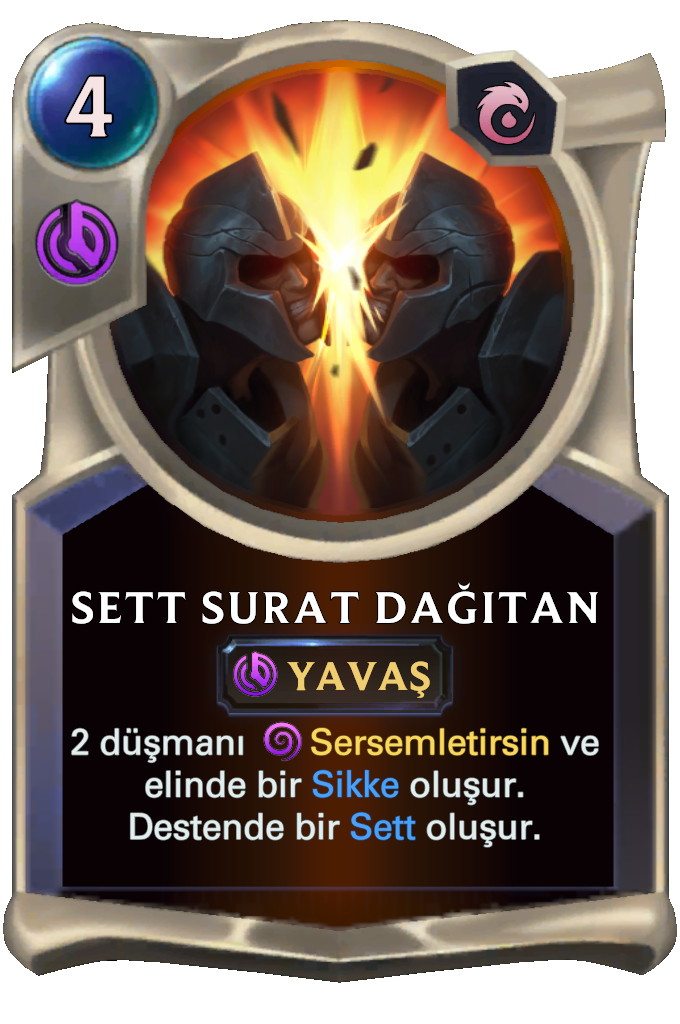 4
SETT SURAT DAĞITAN
YAVAŞ
2 düşmanı Sersemletirsin ve
elinde bir Sikke oluşur.
Destende bir Sett oluşur.